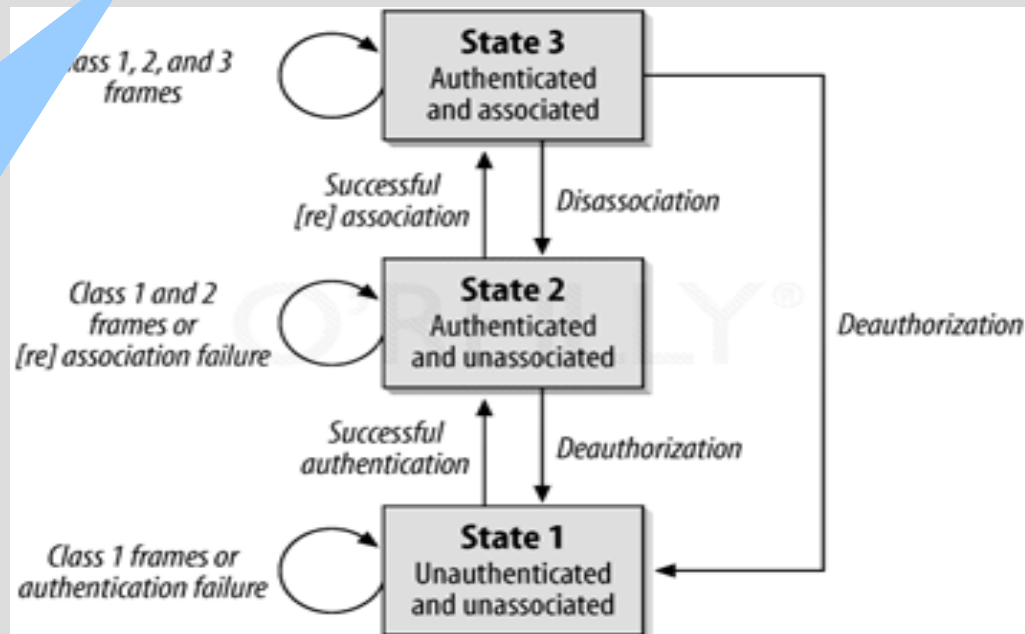 State 3
Authenticated
and associated
1, 2, and 3
frames
Successful
[re] association
Disassociation
State 2
Authenticated
and unassociated
Class 1 and 2
frames or
[re] association failure
Deauthorization
O'REILLY®
Successful
authentication
Deauthorization
State 1
Unauthenticated
and unassociated
Class 1 frames or
authentication failure